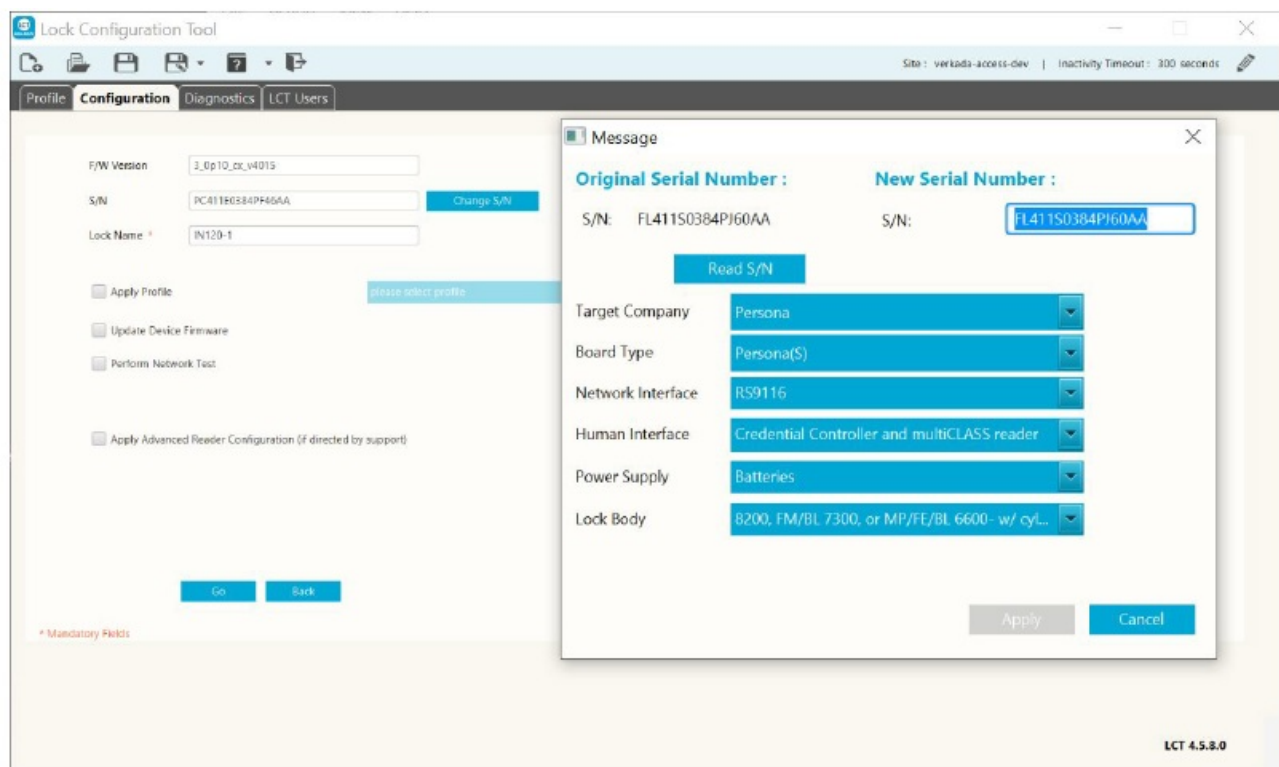 Lock Configuration Tool
Site : verkada-access-dev | Inactivity Timeout : 300 seconds
Profile Configuration Diagnostics LCT Users
F/W Version 3_0p10_cx_v4015
S/N PC411E0384PF46AA Change S/N
Lock Name * IN120-1
Apply Profile please select profile
Update Device Firmware
Perform Network Test
Apply Advanced Reader Configuration (if directed by support)
Go Back
* Mandatory Fields
Message
Original Serial Number : New Serial Number :
S/N: FL411S0384PJ60AA S/N: FL411S0384PJ60AA
Read S/N
Target Company Persona
Board Type Persona(S)
Network Interface RS9116
Human Interface Credential Controller and multiCLASS reader
Power Supply Batteries
Lock Body 8200, FM/BL 7300, or MP/FE/BL 6600- w/ cyl...
Apply Cancel
LCT 4.5.8.0